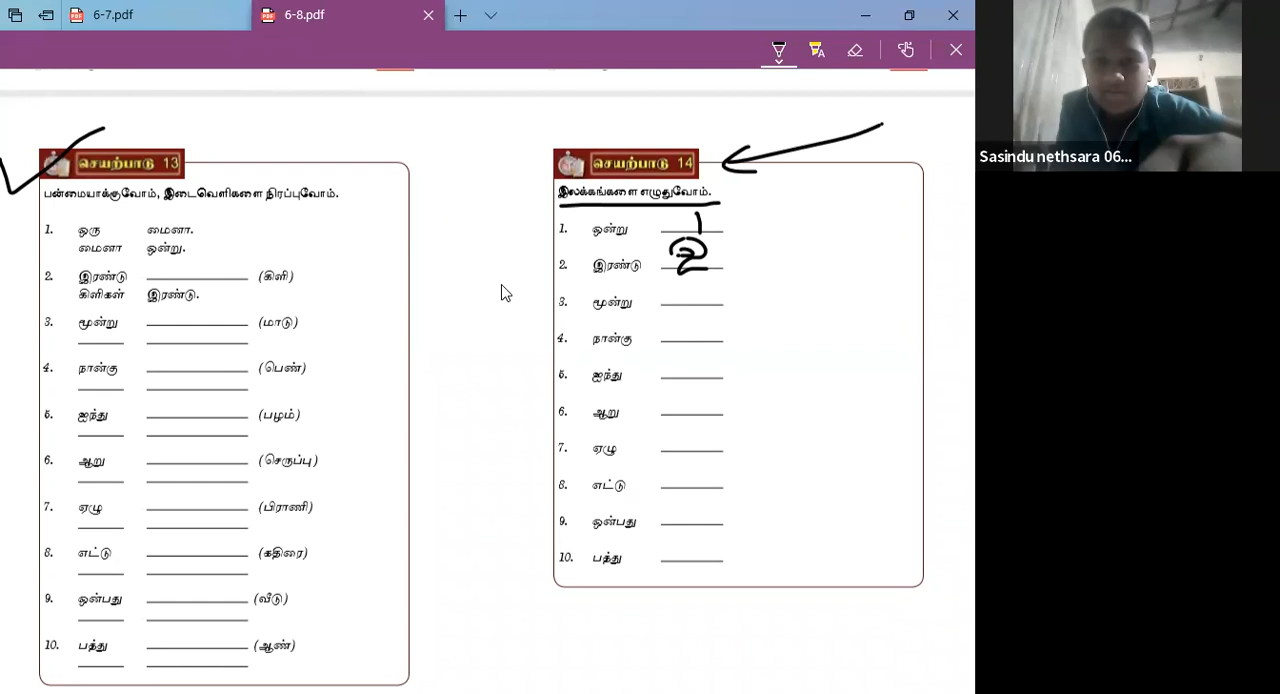 6-7.pdf
6-8.pdf
செயற்பாடு 13
பன்மையாக்குவோம், இடைவெளிகளை நிரப்புவோம்.
1. ஒரு மைனா.
மைனா ஒன்று.
2. இரண்டு (கிளி)
கிளிகள் இரண்டு.
3. மூன்று (மாடு)
4. நான்கு (பெண்)
5. ஐந்து (பழம்)
6. ஆறு (செருப்பு)
7. ஏழு (பிராணி)
8. எட்டு (கதிரை)
9. ஒன்பது (வீடு)
10. பத்து (ஆண்)
செயற்பாடு 14
இலக்கங்களை எழுதுவோம்.
1. ஒன்று 1
2. இரண்டு 2
3. மூன்று
4. நான்கு
5. ஐந்து
6. ஆறு
7. ஏழு
8. எட்டு
9. ஒன்பது
10. பத்து
Sasindu nethsara 06...